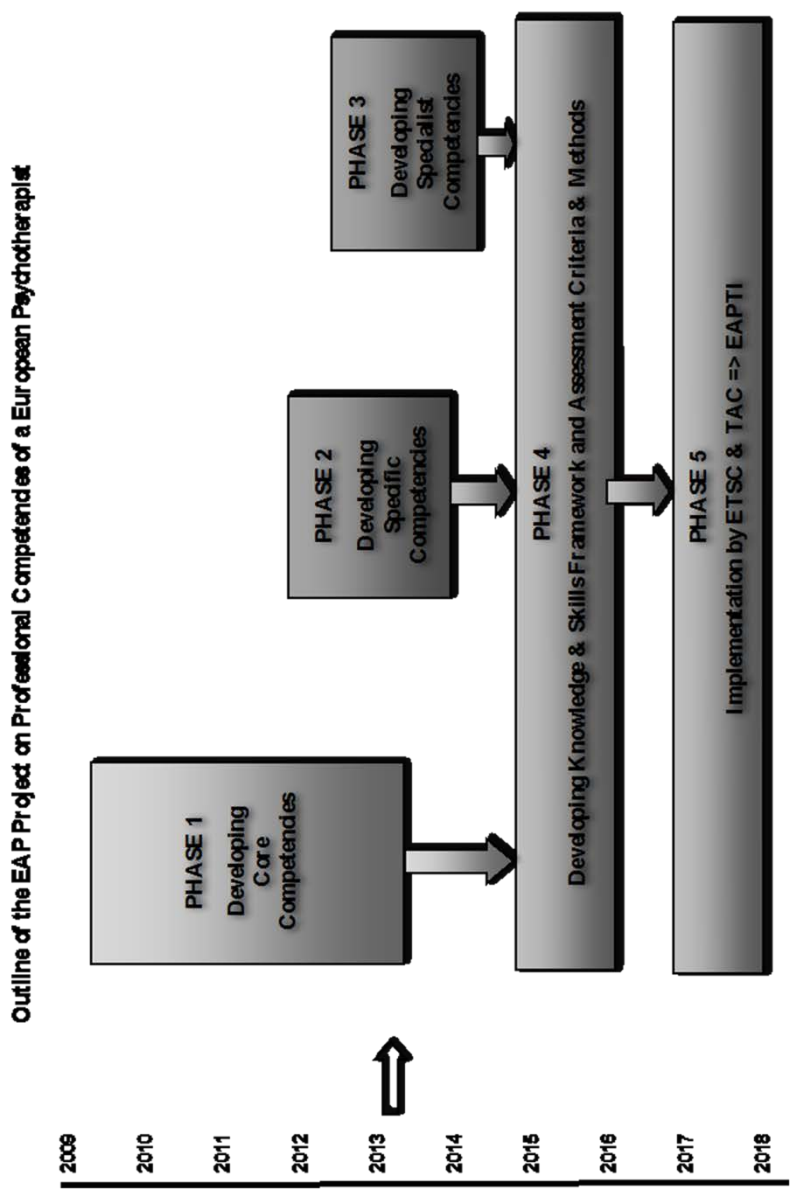 Outline of the EAP Project on Professional Competencies of a European Psychotherapist
2009
2010
2011
2012
2013
2014
2015
2016
2017
2018
PHASE 1
Developing
Core
Competencies
PHASE 2
Developing
Specific
Competencies
PHASE 3
Developing
Specialist
Competencies
PHASE 4
Developing Knowledge & Skills Framework and Assessment Criteria & Methods
PHASE 5
Implementation by ETSC & TAC => EAPTI